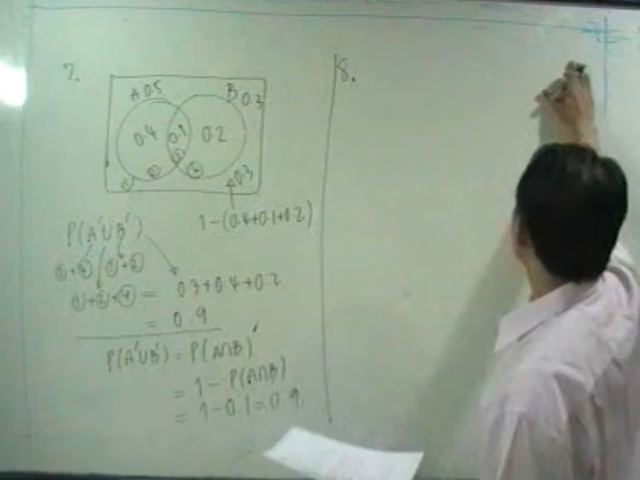 7.
A 0.5
B 0.3
0.4
0.1
0.2
0.3
1-(0.4+0.1+0.2)
P(A'∪B')
= 0.3+0.4+0.2
= 0.9
P(A'∪B') = P(A∩B)'
= 1 - P(A∩B)
= 1-0.1=0.9
8.